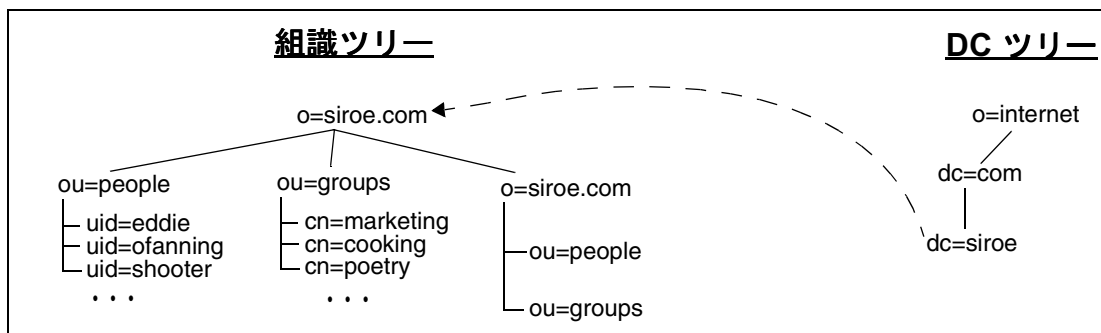 組識ツリー
DC ツリー
o=siroe.com
o=internet
ou=people
ou=groups
o=siroe.com
dc=com
uid=eddie
uid=ofanning
uid=shooter
. . .
cn=marketing
cn=cooking
cn=poetry
. . .
ou=people
ou=groups
dc=siroe